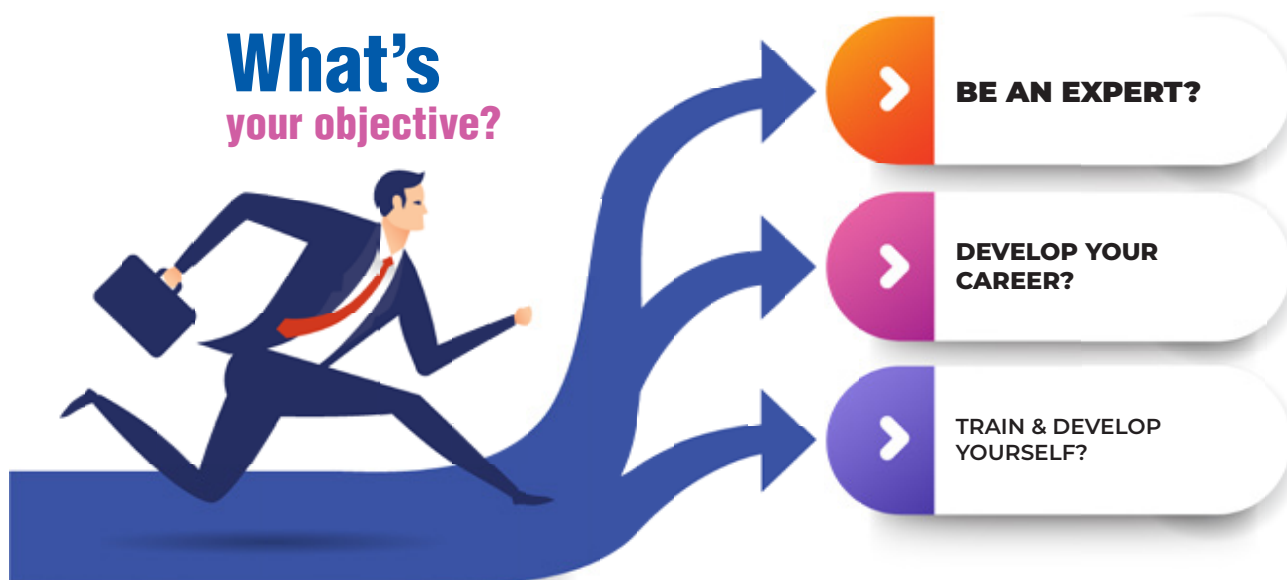 What's
your objective?
BE AN EXPERT?
DEVELOP YOUR
CAREER?
TRAIN & DEVELOP
YOURSELF?